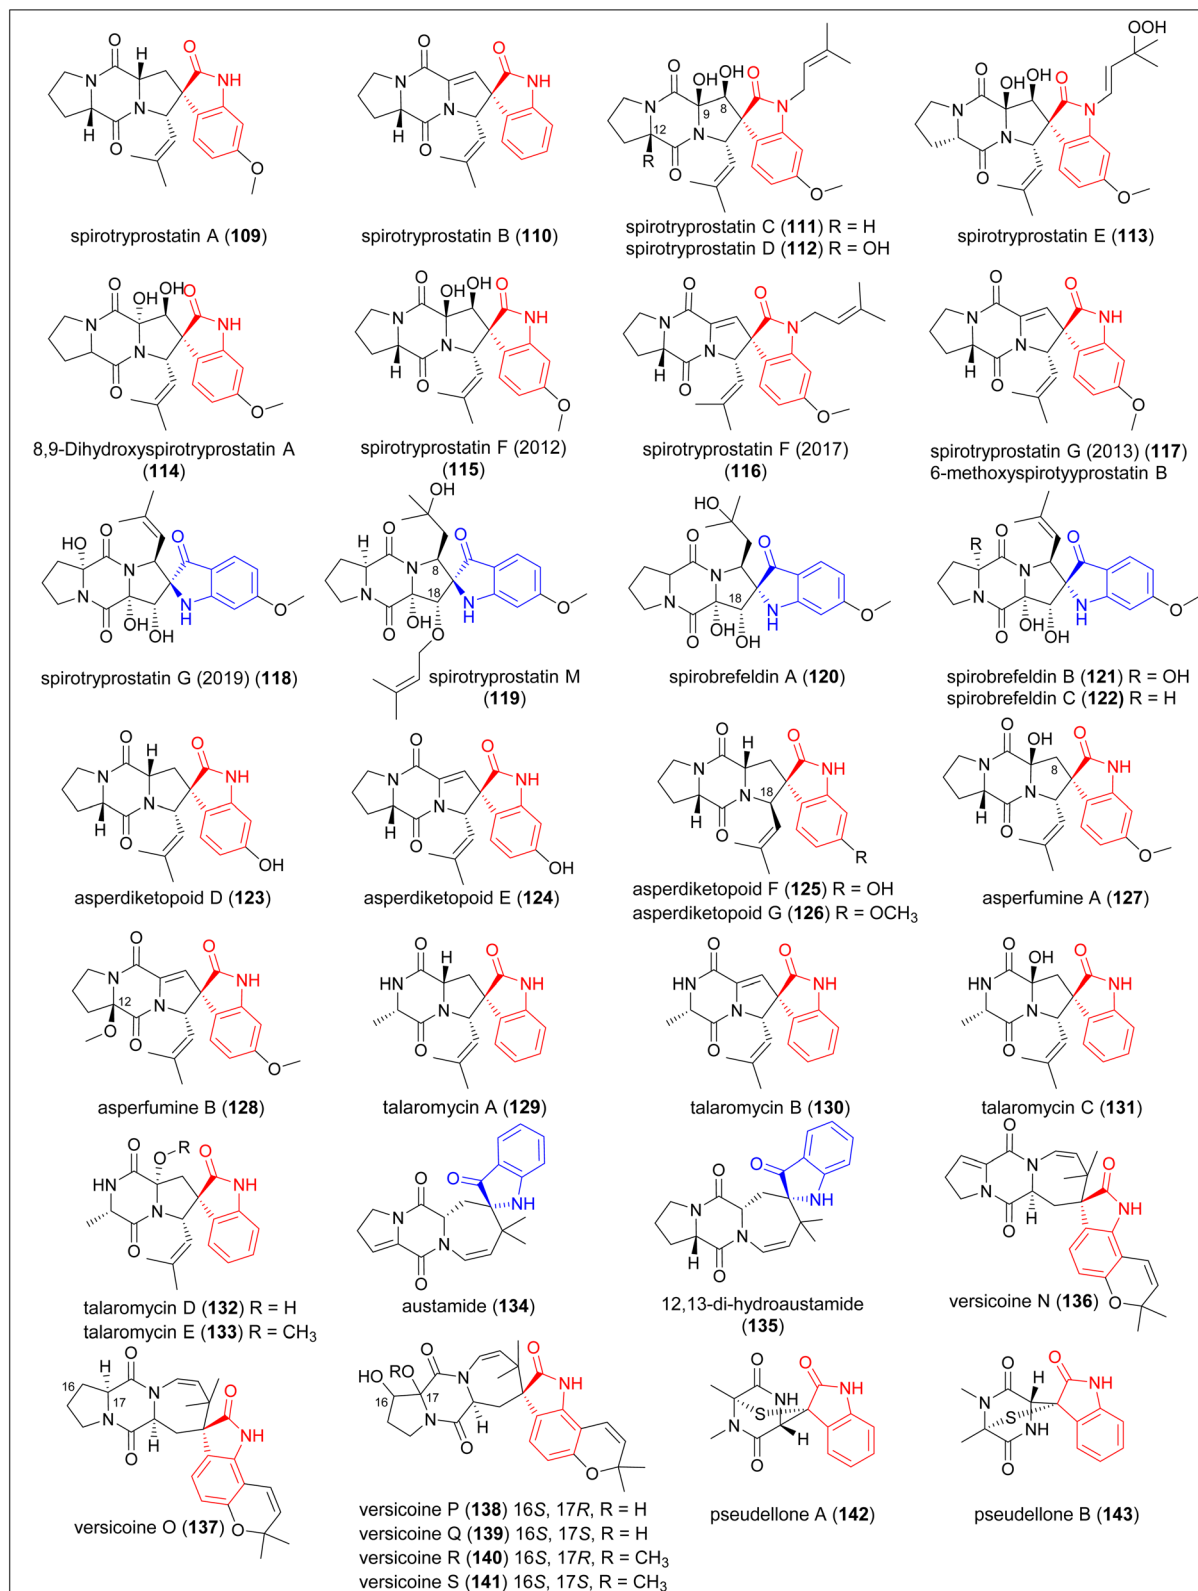 spirotryprostatin A (109)
spirotryprostatin B (110)
spirotryprostatin C (111) R = H
spirotryprostatin D (112) R = OH
spirotryprostatin E (113)
8,9-Dihydroxyspirotryprostatin A
(114)
spirotryprostatin F (2012)
(115)
spirotryprostatin F (2017)
(116)
spirotryprostatin G (2013) (117)
6-methoxyspirotyyprostatin B
spirotryprostatin G (2019) (118)
spirotryprostatin M
(119)
spirobrefeldin A (120)
spirobrefeldin B (121) R = OH
spirobrefeldin C (122) R = H
asperdiketopoid D (123)
asperdiketopoid E (124)
asperdiketopoid F (125) R = OH
asperdiketopoid G (126) R = OCH3
asperfumine A (127)
asperfumine B (128)
talaromycin A (129)
talaromycin B (130)
talaromycin C (131)
talaromycin D (132) R = H
talaromycin E (133) R = CH3
austamide (134)
12,13-di-hydroaustamide
(135)
versicoine N (136)
versicoine O (137)
versicoine P (138) 16S, 17R, R = H
versicoine Q (139) 16S, 17S, R = H
versicoine R (140) 16S, 17R, R = CH3
versicoine S (141) 16S, 17S, R = CH3
pseudellone A (142)
pseudellone B (143)